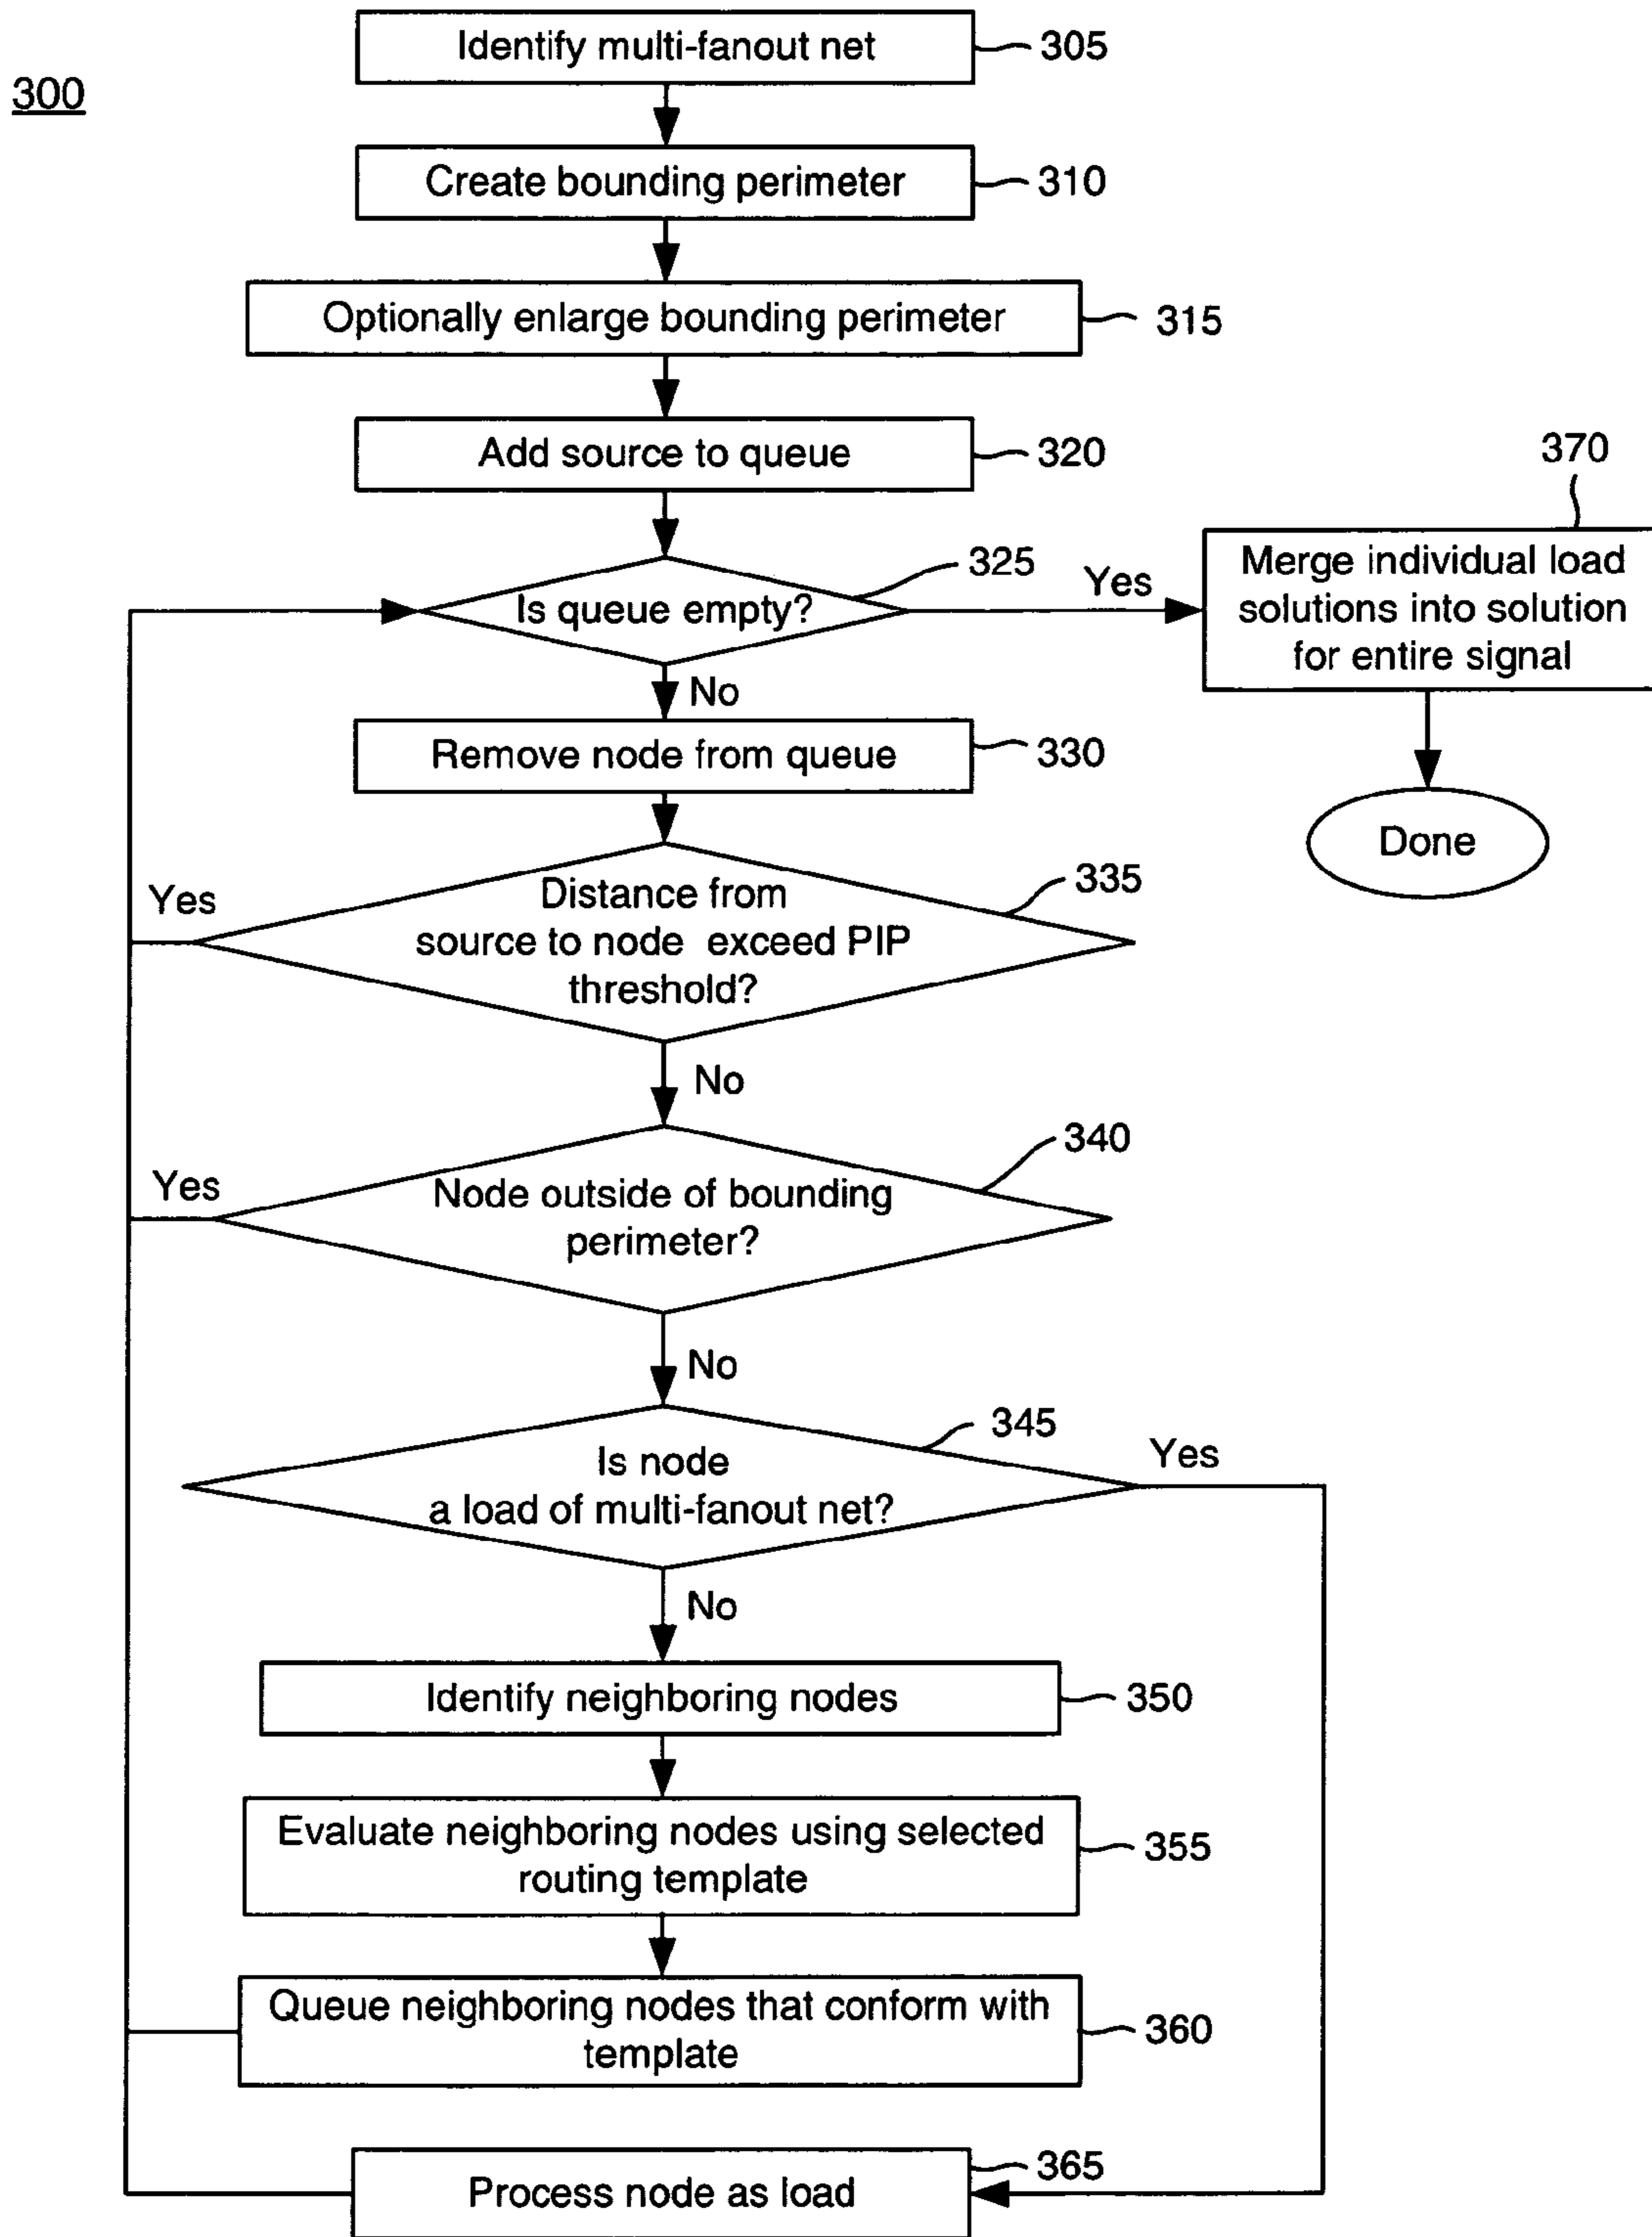 300
Identify multi-fanout net
305
Create bounding perimeter
310
Optionally enlarge bounding perimeter
315
Add source to queue
320
Is queue empty?
325
Yes
370
Merge individual load
solutions into solution
for entire signal
Done
No
Remove node from queue
330
Distance from
source to node exceed PIP
threshold?
335
Yes
No
Node outside of bounding
perimeter?
340
Yes
No
Is node
a load of multi-fanout net?
345
Yes
No
Identify neighboring nodes
350
Evaluate neighboring nodes using selected
routing template
355
Queue neighboring nodes that conform with
template
360
Process node as load
365